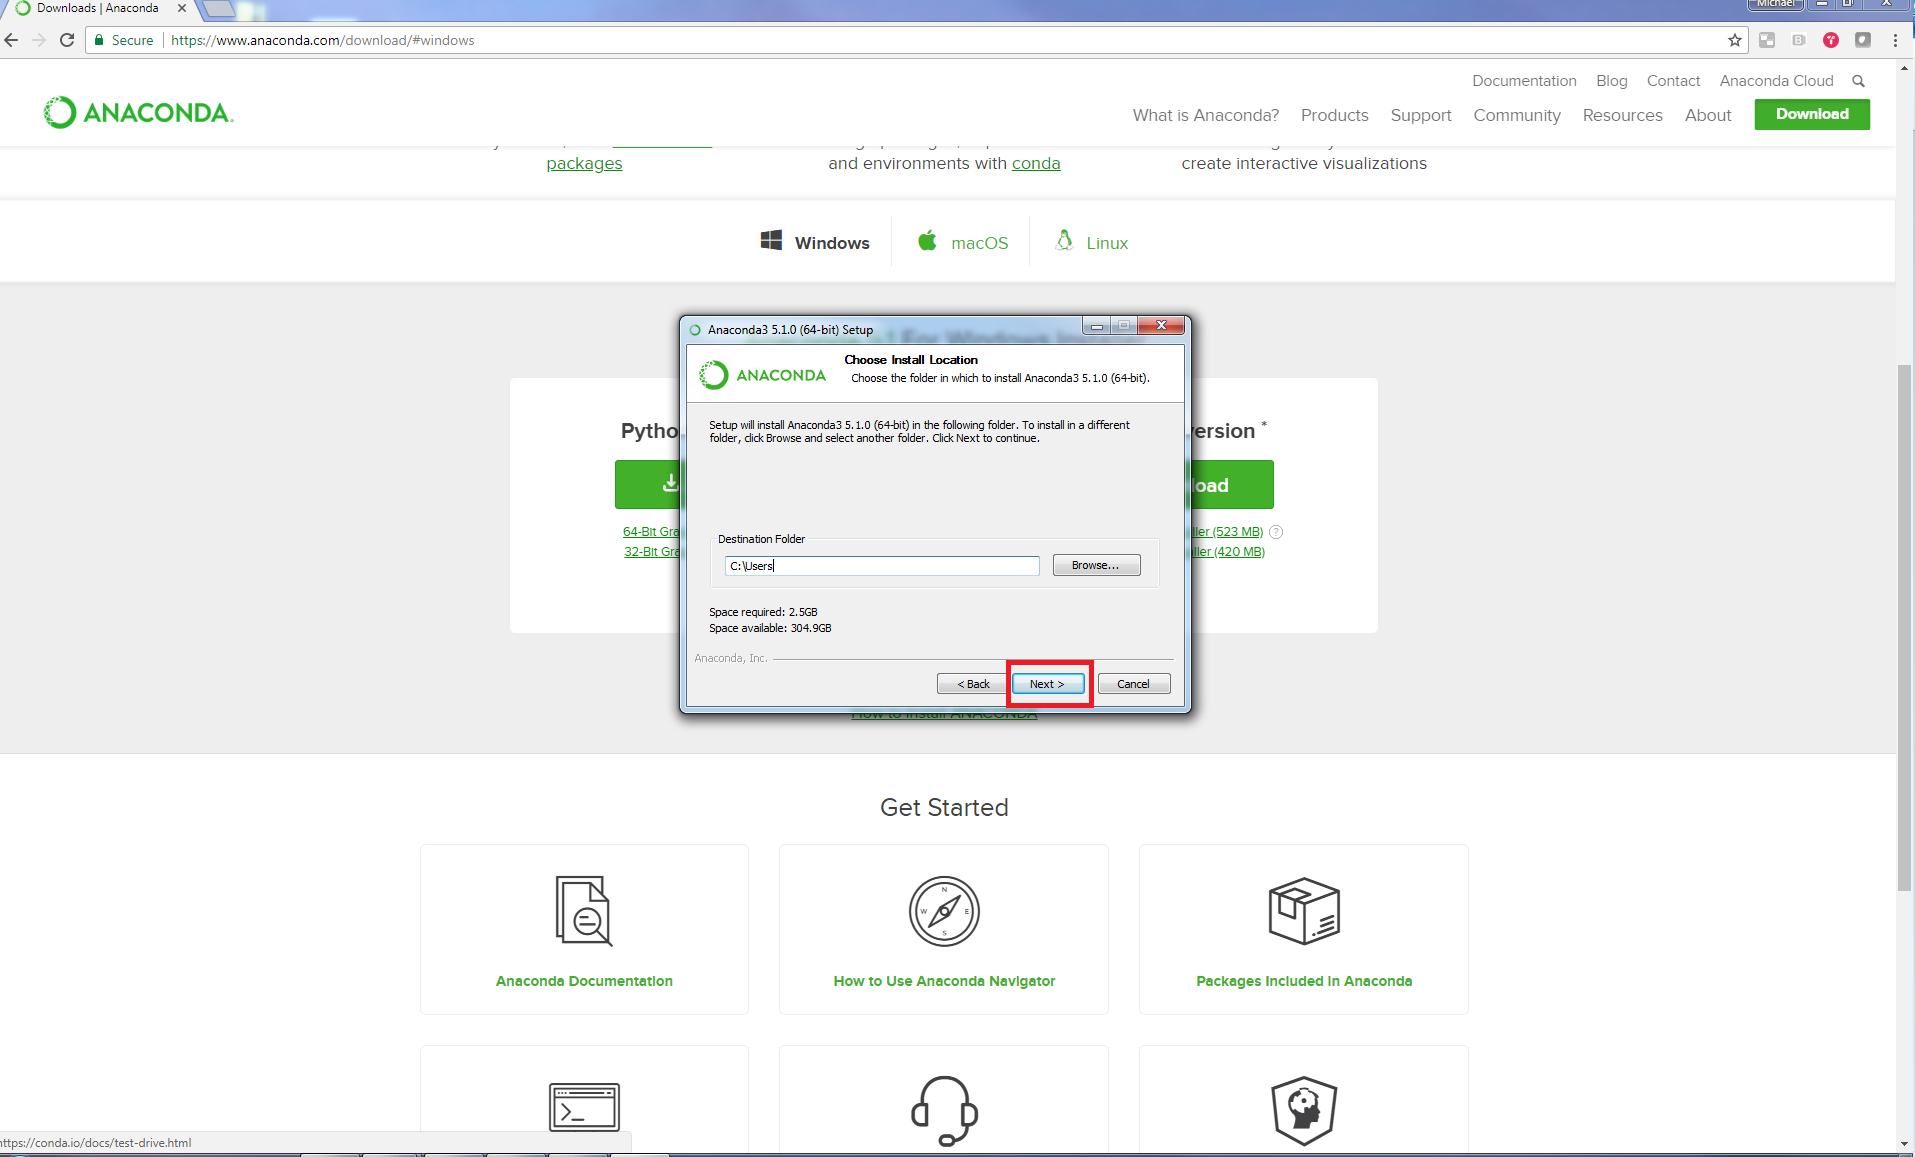 Downloads | Anaconda
Michael
Secure
https://www.anaconda.com/download/#windows
Documentation Blog Contact Anaconda Cloud
ANACONDA.
What is Anaconda? Products Support Community Resources About Download
packages
and environments with conda
create interactive visualizations
Windows macOS Linux
Anaconda3 5.1.0 (64-bit) Setup
For Windows Installer
Choose Install Location
Choose the folder in which to install Anaconda3 5.1.0 (64-bit).
ANACONDA
Setup will install Anaconda3 5.1.0 (64-bit) in the following folder. To install in a different
folder, click Browse and select another folder. Click Next to continue.
Pytho
ersion *
load
64-Bit Gra
ller (523 MB) ?
32-Bit Gra
ller (420 MB)
Destination Folder
C:\Users
Browse...
Space required: 2.5GB
Space available: 304.9GB
Anaconda, Inc.
< Back Next > Cancel
How to Install ANACONDA
Get Started
N
W E
S
Anaconda Documentation
How to Use Anaconda Navigator
Packages Included in Anaconda
https://conda.io/docs/test-drive.html